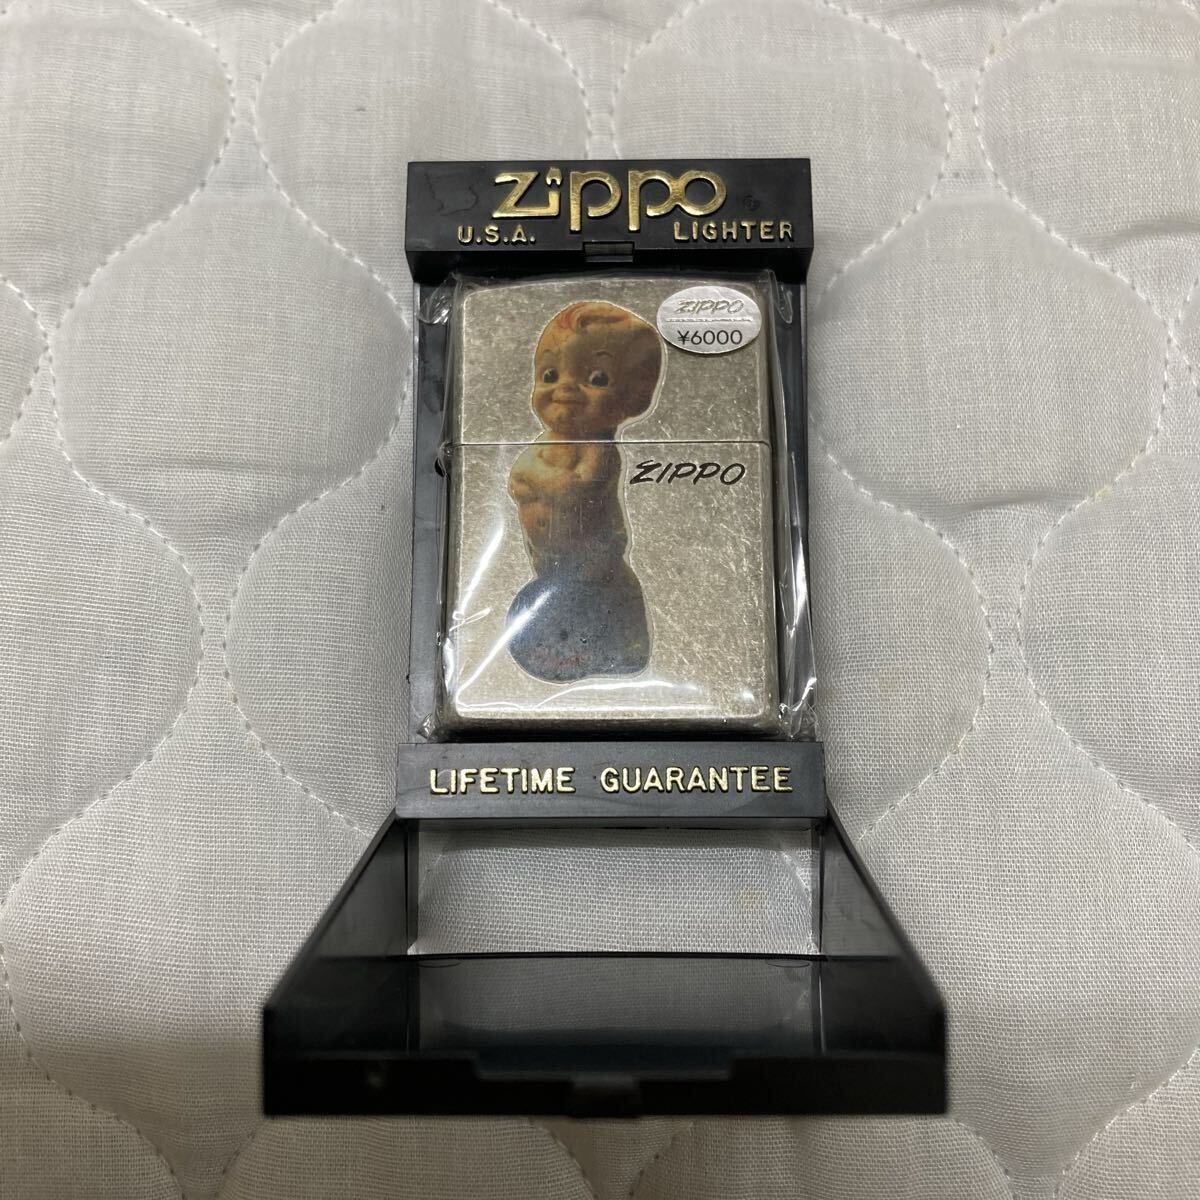 Zippo
U.S.A. LIGHTER
ZIPPO
¥6000
ZIPPO
LIFETIME GUARANTEE